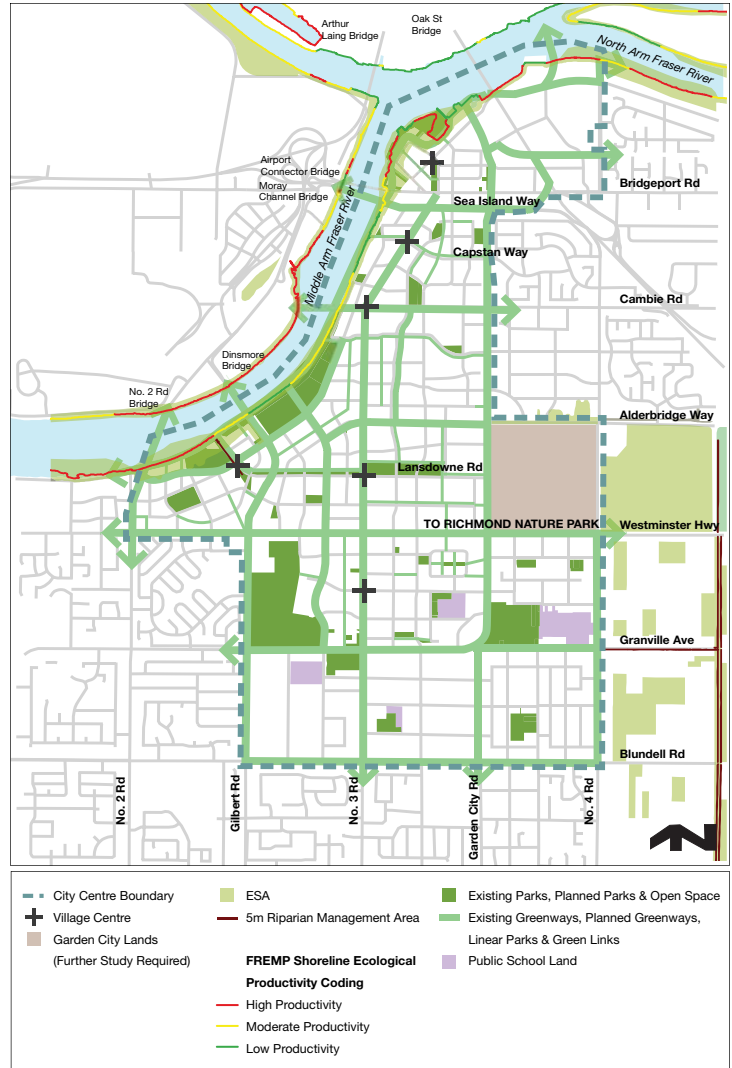 Arthur
Laing Bridge
Oak St
Bridge
North Arm Fraser River
Airport
Connector Bridge
Moray
Channel Bridge
Bridgeport Rd
Sea Island Way
Middle Arm Fraser River
Capstan Way
Cambie Rd
Dinsmore
Bridge
No. 2 Rd
Bridge
Alderbridge Way
Lansdowne Rd
TO RICHMOND NATURE PARK
Westminster Hwy
Granville Ave
Blundell Rd
No. 2 Rd
Gilbert Rd
No. 3 Rd
Garden City Rd
No. 4 Rd
N
City Centre Boundary
Village Centre
Garden City Lands
(Further Study Required)
ESA
5m Riparian Management Area
FREMP Shoreline Ecological
Productivity Coding
High Productivity
Moderate Productivity
Low Productivity
Existing Parks, Planned Parks & Open Space
Existing Greenways, Planned Greenways,
Linear Parks & Green Links
Public School Land